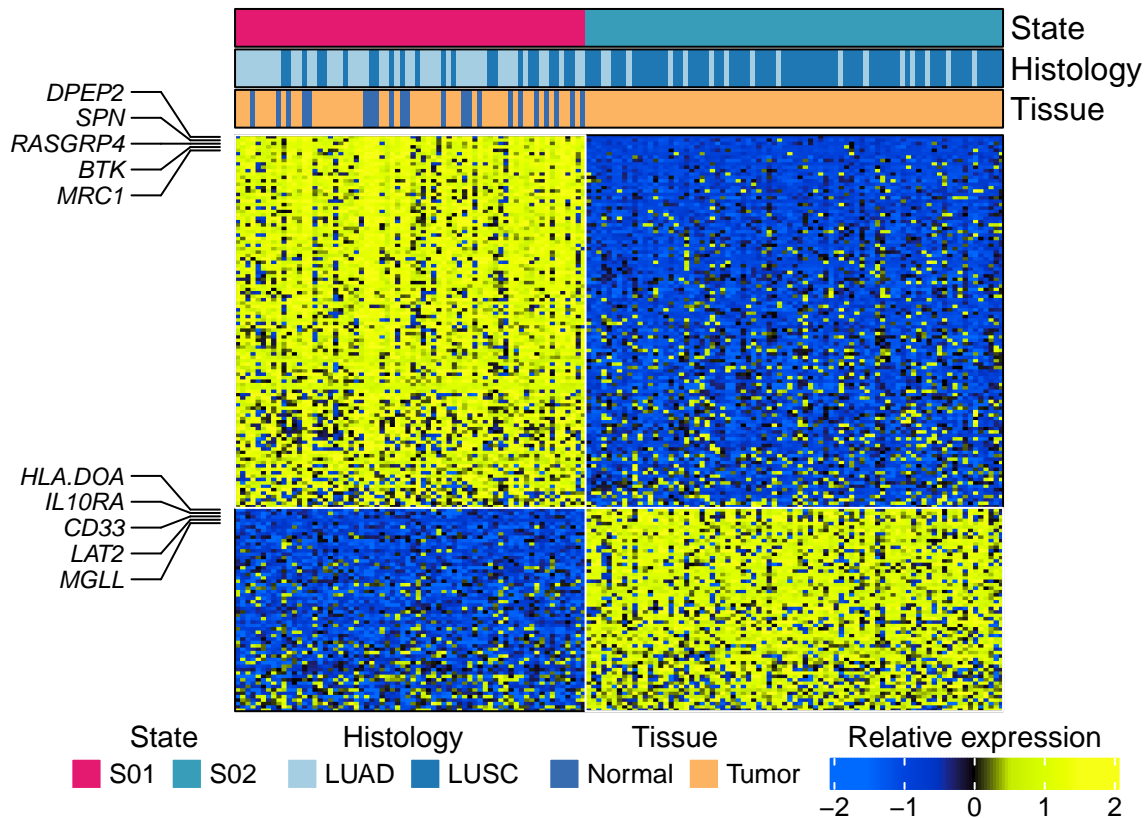 State
Histology
Tissue
DPEP2
SPN
RASGRP4
BTK
MRC1
HLA.DOA
IL10RA
CD33
LAT2
MGLL
State Histology Tissue Relative expression
S01 S02 LUAD LUSC Normal Tumor
−2 −1 0 1 2